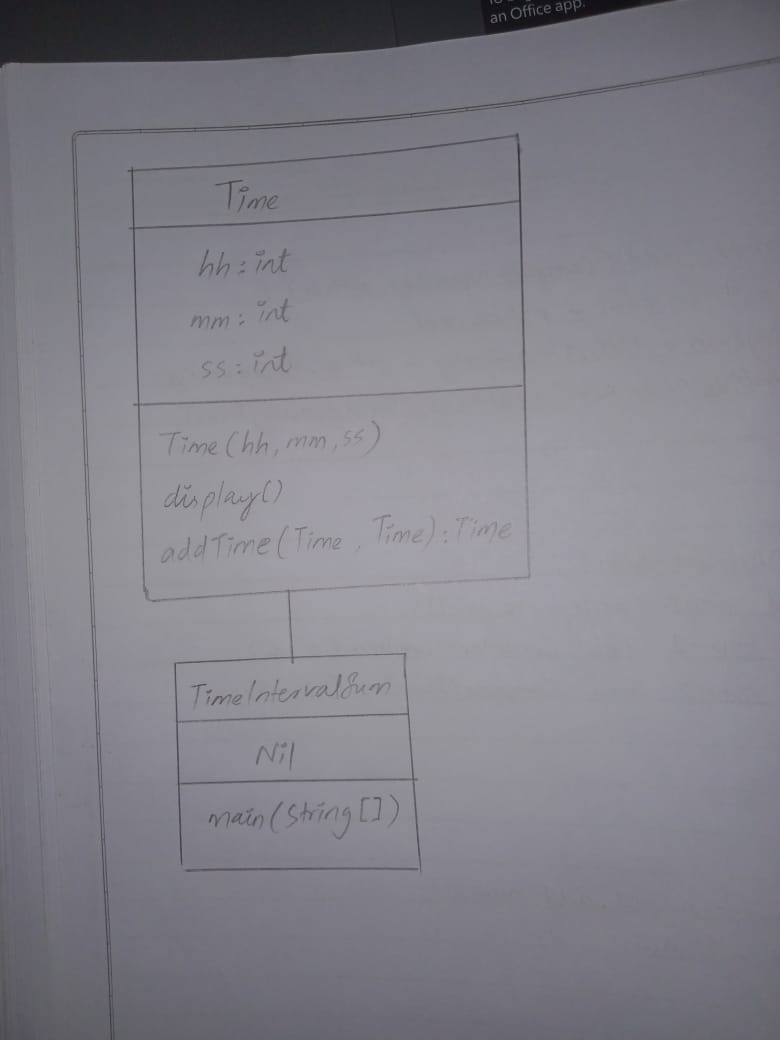 an Office app.
Time
hh : int
mm : int
ss : int
Time (hh, mm, ss)
display()
addTime (Time, Time) : Time
TimeIntervalSum
Nil
main(String [])